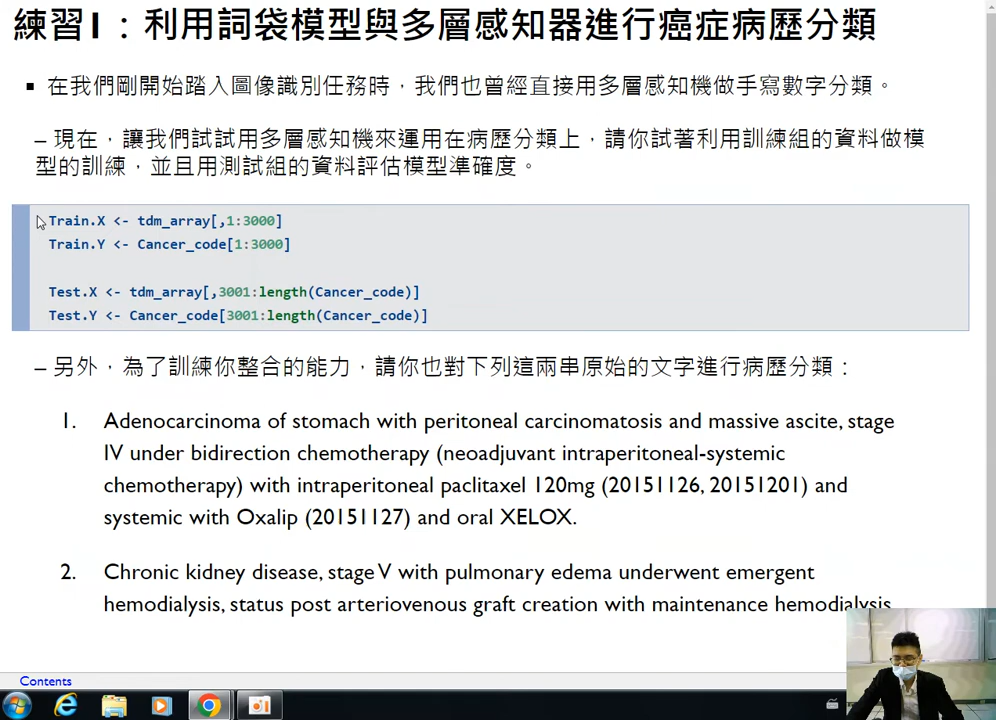 練習1：利用詞袋模型與多層感知器進行癌症病歷分類
▪ 在我們剛開始踏入圖像識別任務時，我們也曾經直接用多層感知機做手寫數字分類。
– 現在，讓我們試試用多層感知機來運用在病歷分類上，請你試著利用訓練組的資料做模
型的訓練，並且用測試組的資料評估模型準確度。
Train.X <- tdm_array[,1:3000]
Train.Y <- Cancer_code[1:3000]
Test.X <- tdm_array[,3001:length(Cancer_code)]
Test.Y <- Cancer_code[3001:length(Cancer_code)]
– 另外，為了訓練你整合的能力，請你也對下列這兩串原始的文字進行病歷分類：
1. Adenocarcinoma of stomach with peritoneal carcinomatosis and massive ascite, stage
IV under bidirection chemotherapy (neoadjuvant intraperitoneal-systemic
chemotherapy) with intraperitoneal paclitaxel 120mg (20151126, 20151201) and
systemic with Oxalip (20151127) and oral XELOX.
2. Chronic kidney disease, stage V with pulmonary edema underwent emergent
hemodialysis, status post arteriovenous graft creation with maintenance hemodialysis
Contents